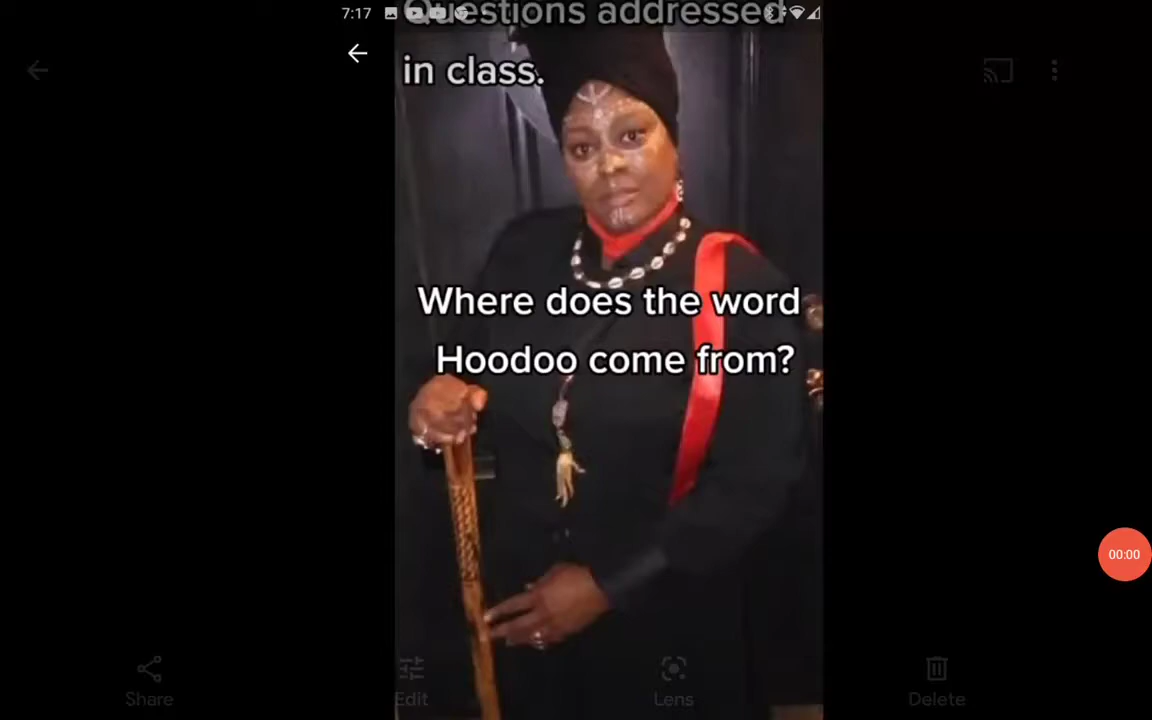 7:17
Questions addressed
in class.
Where does the word
Hoodoo come from?
00:00
Share
Edit
Lens
Delete